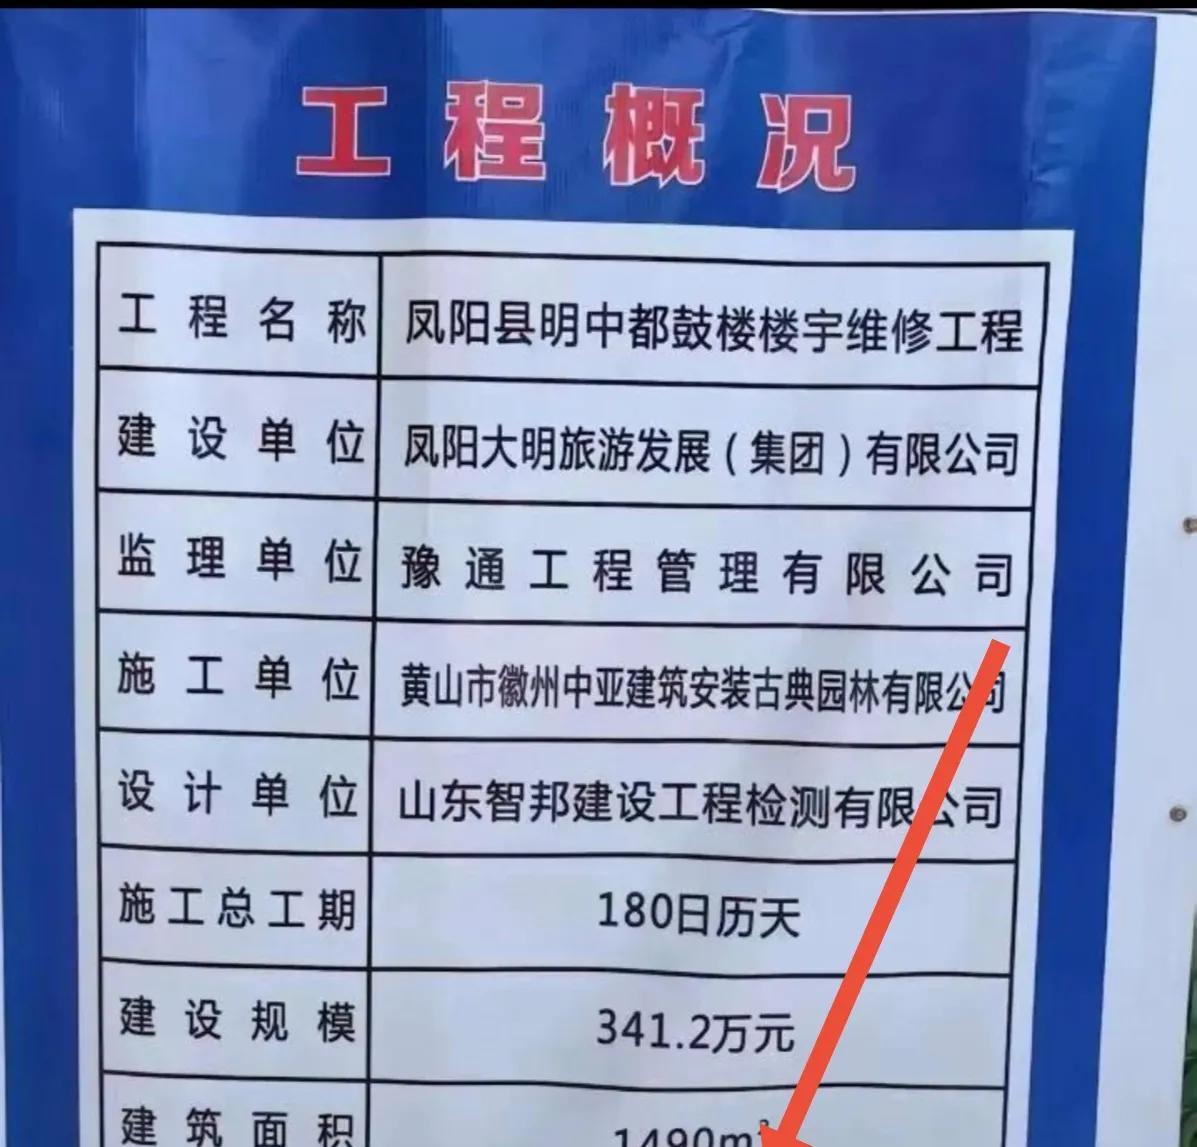 工程概况
工程名称 凤阳县明中都鼓楼楼宇维修工程
建设单位 凤阳大明旅游发展(集团)有限公司
监理单位 豫通工程管理有限公司
施工单位 黄山市徽州中亚建筑安装古典园林有限公司
设计单位 山东智邦建设工程检测有限公司
施工总工期 180日历天
建设规模 341.2万元
建筑面积 1490m²